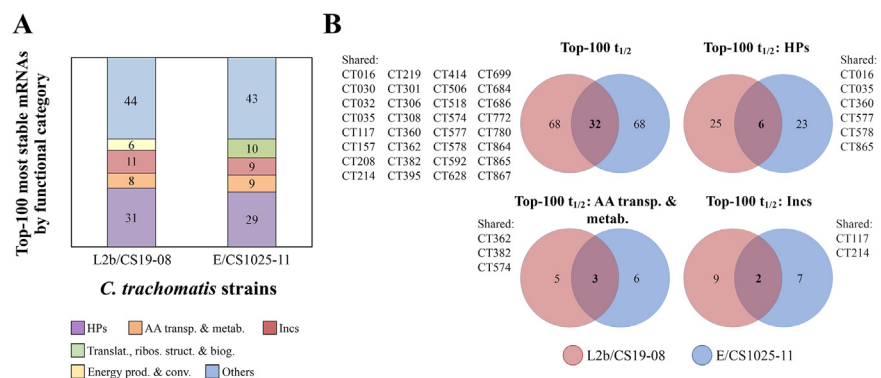 A
Top-100 most stable mRNAs
by functional category
44
6
11
8
31
43
10
9
9
29
L2b/CS19-08 E/CS1025-11
C. trachomatis strains
HPs AA transp. & metab. Incs
Translat., ribos. struct. & biog.
Energy prod. & conv. Others
B
Shared:
CT016 CT219 CT414 CT699
CT030 CT301 CT506 CT684
CT032 CT306 CT518 CT686
CT035 CT308 CT574 CT772
CT117 CT360 CT577 CT780
CT157 CT362 CT578 CT864
CT208 CT382 CT592 CT865
CT214 CT395 CT628 CT867
Top-100 t1/2
68 32 68
Top-100 t1/2: HPs
25 6 23
Shared:
CT016
CT035
CT360
CT577
CT578
CT865
Top-100 t1/2: AA transp. &
metab.
Shared:
CT362
CT382
CT574
5 3 6
Top-100 t1/2: Incs
9 2 7
Shared:
CT117
CT214
L2b/CS19-08 E/CS1025-11